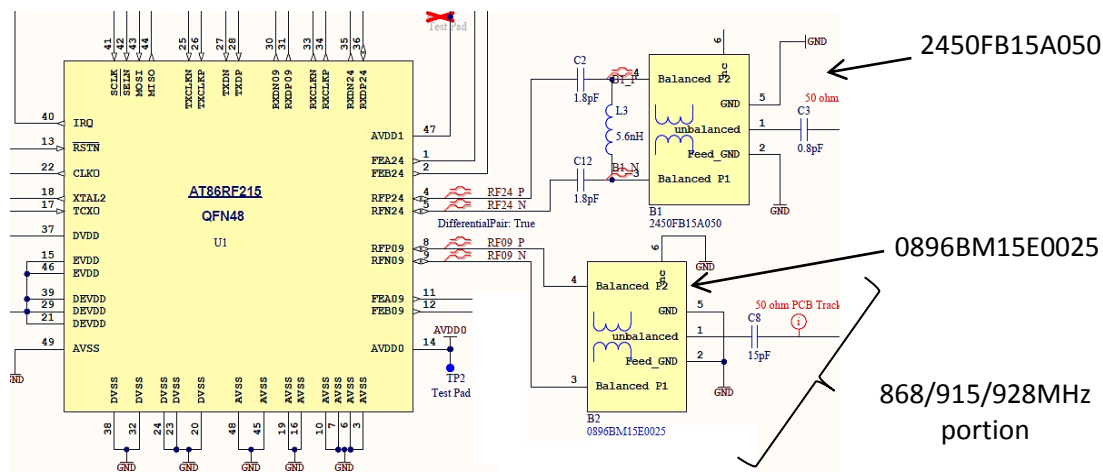 Test Pad
6
GND
2450FB15A050
41 42 43 44 25 26 27 28 30 31 33 34 35 36
SCLK SELN MOSI MISO TXCLKN TXCLKP TXDN TXDP RXDN09 RXDP09 RXCLKN RXCLKP RXDN24 RXDP24
C2
1.8pF
B1_P
4
Balanced P2
nc
GND
5
50 ohm
L3
5.6nH
unbalanced
1
C3
0.8pF
Feed_GND
2
C12
1.8pF
B1_N
3
Balanced P1
GND
B1
2450FB15A050
40 IRQ
13 RSTN
22 CLKO
18 XTAL2
17 TCXO
37 DVDD
15 EVDD
46 EVDD
39 DEVDD
29 DEVDD
21 DEVDD
49 AVSS
GND
AT86RF215
QFN48
U1
AVDD1 47
FEA24 1
FEB24 2
RFP24 4 RF24_P
RFN24 5 RF24_N
DifferentialPair: True
RFP09 8 RF09_P
RFN09 9 RF09_N
FEA09 11
FEB09 12
AVDD0
AVDD0 14
TP2
Test Pad
6
GND
0896BM15E0025
4
Balanced P2
nc
GND
5
50 ohm PCB Track
i
unbalanced
1
C8
15pF
Feed_GND
2
3
Balanced P1
GND
B2
0896BM15E0025
868/915/928MHz
portion
DVSS DVSS DVSS DVSS DVSS AVSS AVSS AVSS AVSS AVSS AVSS AVSS AVSS
38 32 24 23 20 48 45 19 16 10 7 6 3
GND GND GND GND GND